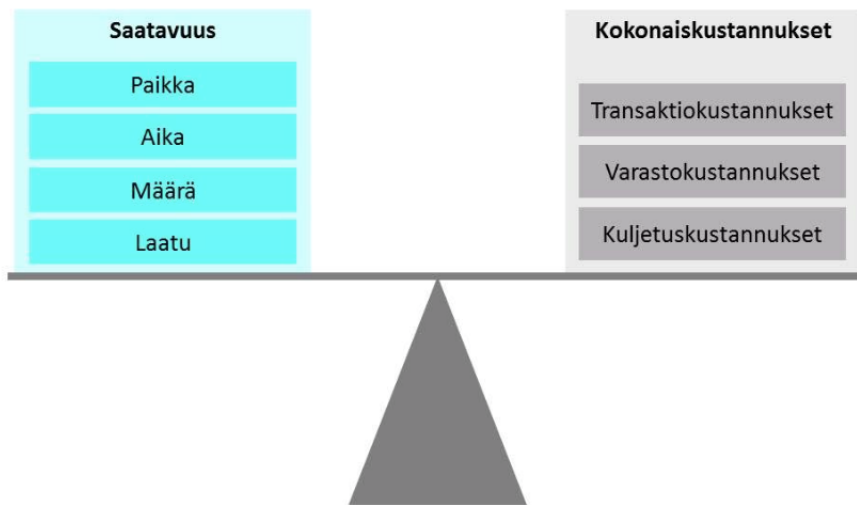 Saatavuus
Paikka
Aika
Määrä
Laatu
Kokonaiskustannukset
Transaktiokustannukset
Varastokustannukset
Kuljetuskustannukset